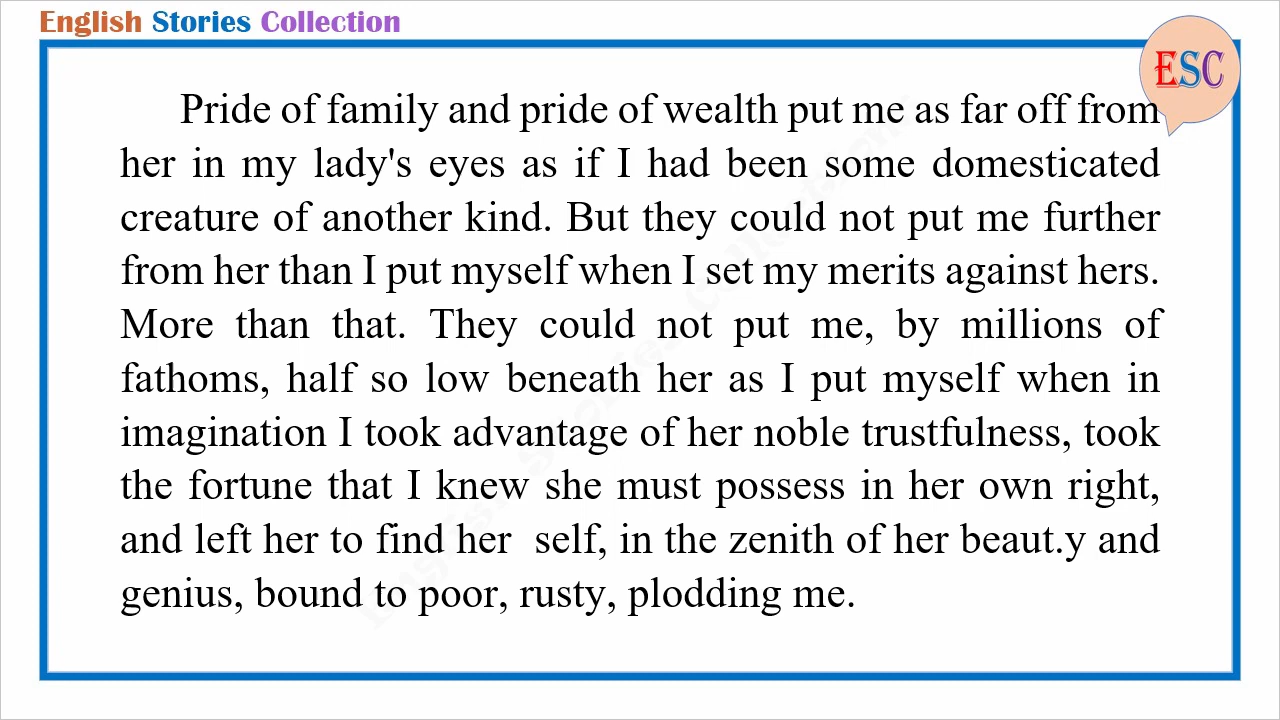 English Stories Collection
ESC
Pride of family and pride of wealth put me as far off from
her in my lady's eyes as if I had been some domesticated
creature of another kind. But they could not put me further
from her than I put myself when I set my merits against hers.
More than that. They could not put me, by millions of
fathoms, half so low beneath her as I put myself when in
imagination I took advantage of her noble trustfulness, took
the fortune that I knew she must possess in her own right,
and left her to find her  self, in the zenith of her beaut.y and
genius, bound to poor, rusty, plodding me.
English Stories Collection